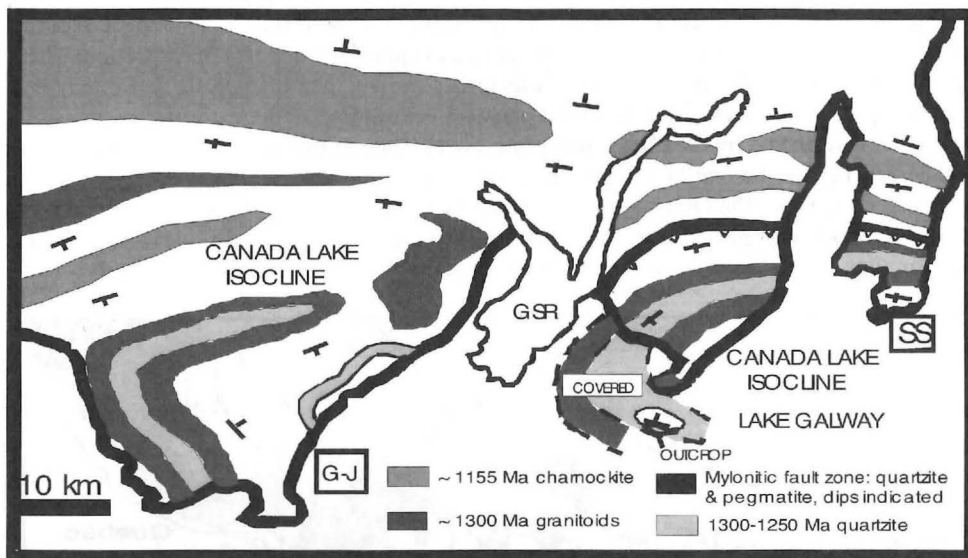 CANADA LAKE
ISOCLINE
GSR
SS
COVERED
CANADA LAKE
ISOCLINE
LAKE GALWAY
OUTCROP
G-J
10 km
~ 1155 Ma charnockite
~ 1300 Ma granitoids
Mylonitic fault zone: quartzite
& pegmatite, dips indicated
1300-1250 Ma quartzite